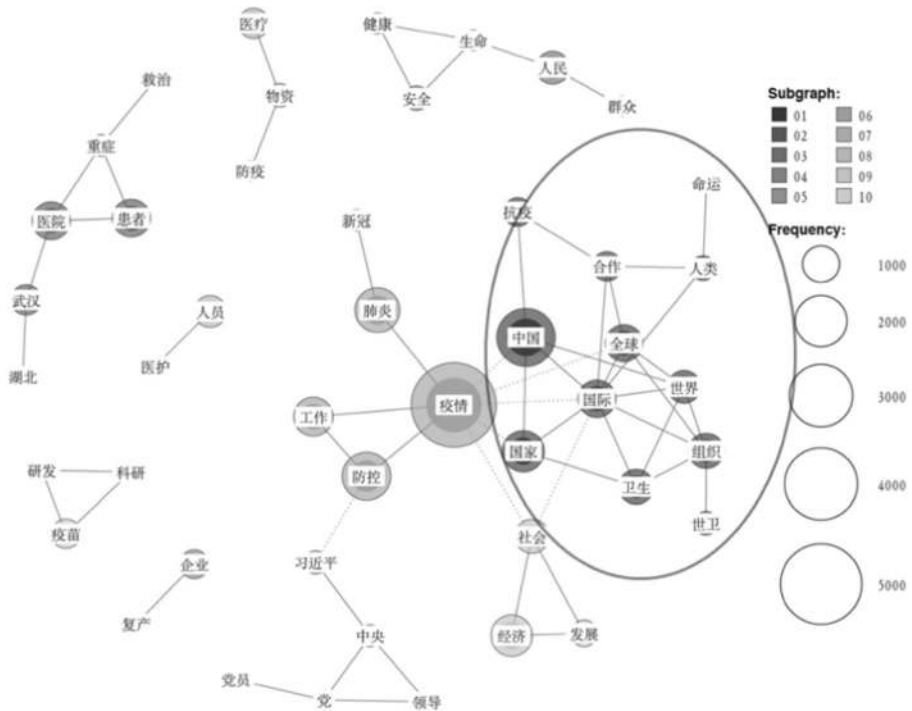 医疗
健康
生命
人民
群众
救治
物资
安全
重症
防疫
医院
患者
武汉
湖北
人员
医护
新冠
肺炎
疫情
工作
防控
抗疫
命运
合作
人类
中国
全球
国际
世界
国家
组织
卫生
世卫
社会
经济
发展
研发
科研
疫苗
企业
复产
习近平
中央
党员
党
领导
Subgraph:
01
06
02
07
03
08
04
09
05
10
Frequency:
1000
2000
3000
4000
5000